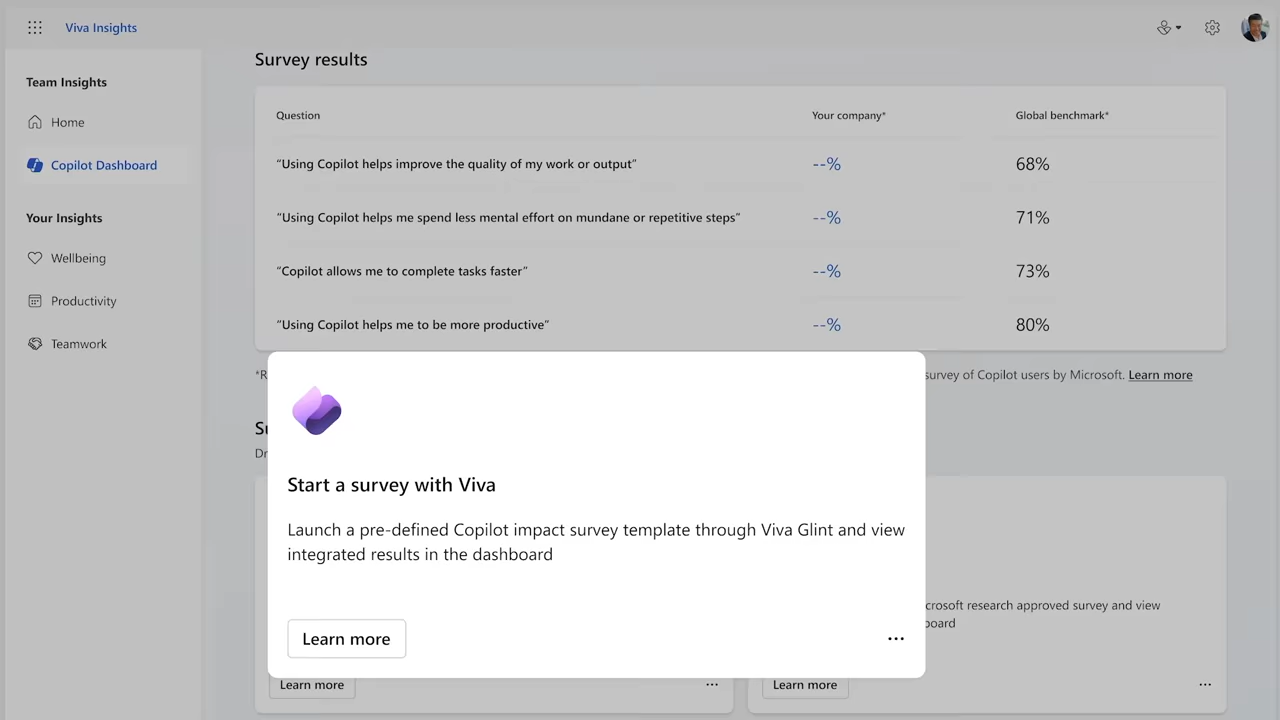 Viva Insights
Team Insights
Home
Copilot Dashboard
Your Insights
Wellbeing
Productivity
Teamwork
Survey results
Question Your company* Global benchmark*
“Using Copilot helps improve the quality of my work or output” --% 68%
“Using Copilot helps me spend less mental effort on mundane or repetitive steps” --% 71%
“Copilot allows me to complete tasks faster” --% 73%
“Using Copilot helps me to be more productive” --% 80%
survey of Copilot users by Microsoft. Learn more
Start a survey with Viva
Launch a pre-defined Copilot impact survey template through Viva Glint and view
integrated results in the dashboard
Learn more
research approved survey and view
Learn more
Learn more